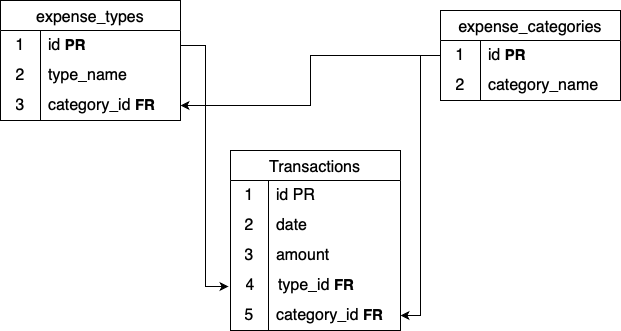 expense_types
1 id PR
2 type_name
3 category_id FR
expense_categories
1 id PR
2 category_name
Transactions
1 id PR
2 date
3 amount
4 type_id FR
5 category_id FR